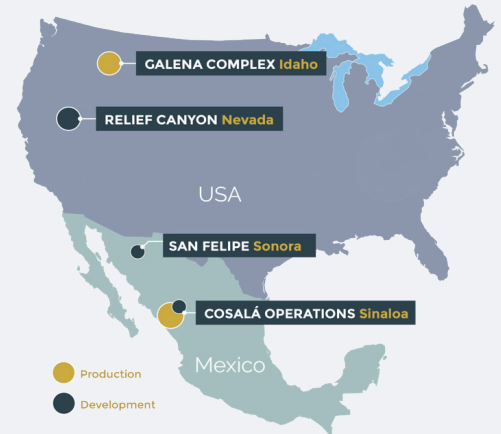 GALENA COMPLEX Idaho
RELIEF CANYON Nevada
USA
SAN FELIPE Sonora
COSALÁ OPERATIONS Sinaloa
Mexico
Production
Development